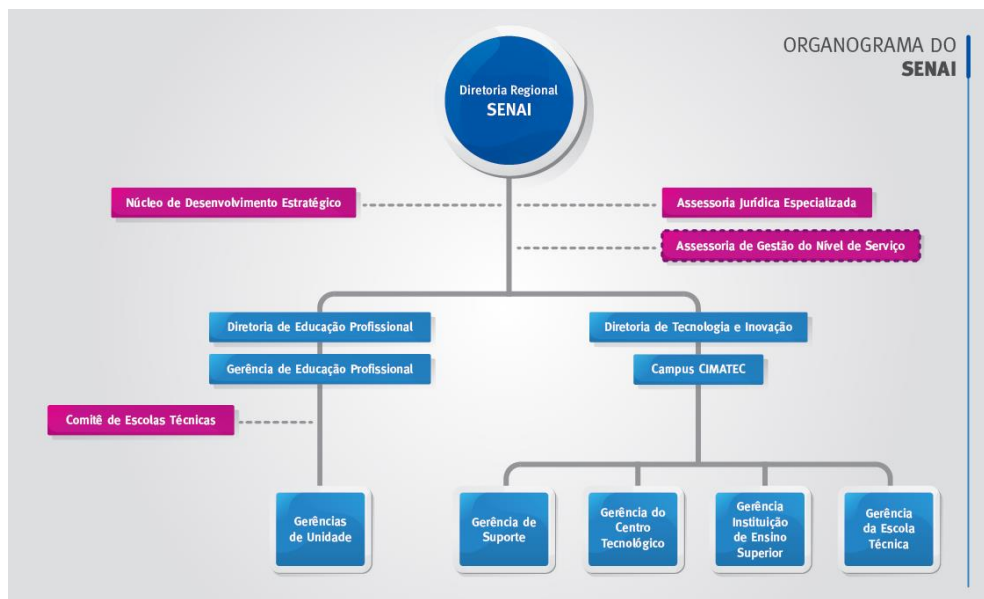 ORGANOGRAMA DO
SENAI
Diretoria Regional
SENAI
Núcleo de Desenvolvimento Estratégico
Assessoria Jurídica Especializada
Assessoria de Gestão do Nível de Serviço
Diretoria de Educação Profissional
Diretoria de Tecnologia e Inovação
Gerência de Educação Profissional
Campus CIMATEC
Comitê de Escolas Técnicas
Gerências
de Unidade
Gerência de
Suporte
Gerência do
Centro
Tecnológico
Gerência
Instituição
de Ensino
Superior
Gerência
da Escola
Técnica